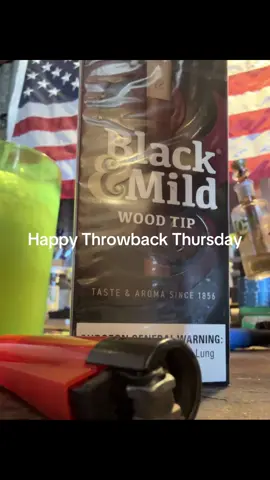 Black
& Mild
WOOD TIP
Happy Throwback Thursday
TASTE & AROMA SINCE 1856
SURGEON GENERAL WARNING:
Lung